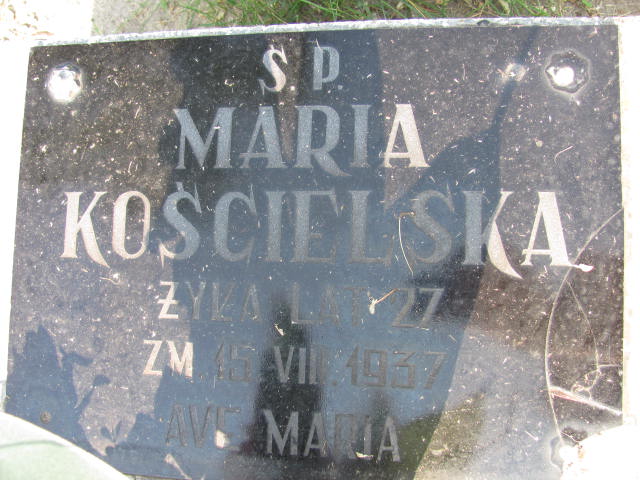 Ś. P.
MARIA
KOŚCIELSKA
ŻYŁA LAT 27
ZM. 15 VIII. 1937
AVE MARIA